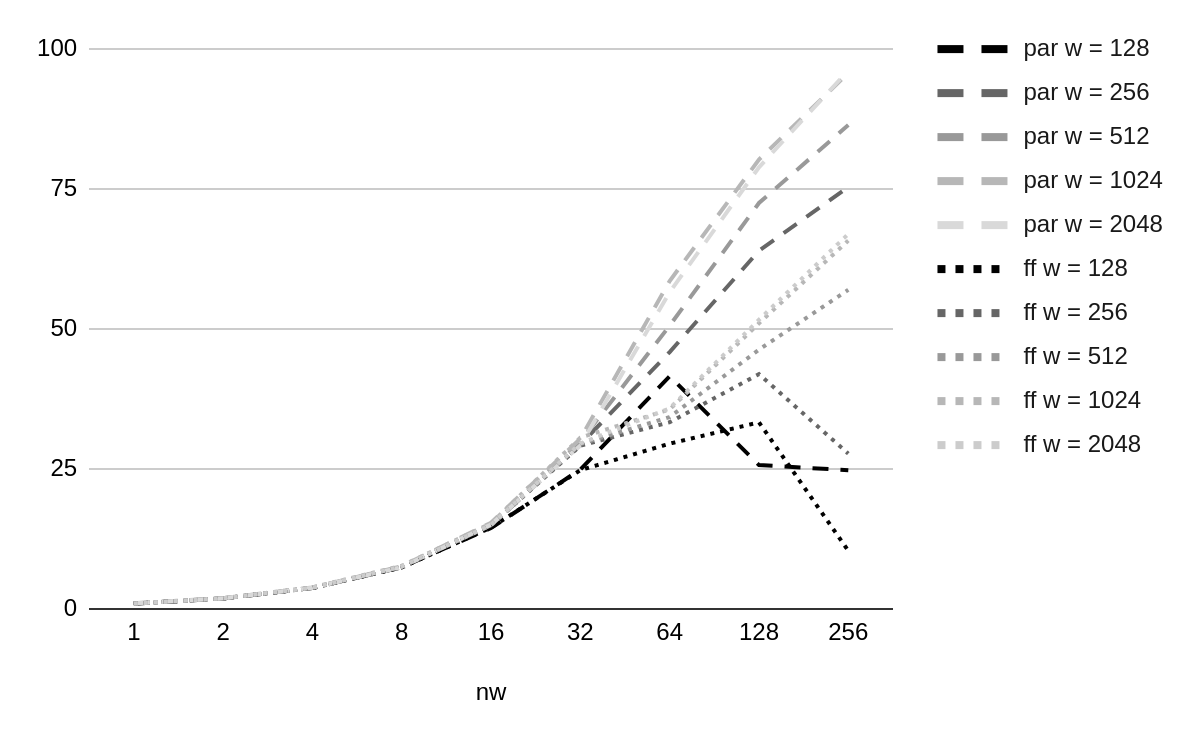 100
75
50
25
0
1 2 4 8 16 32 64 128 256
nw
par w = 128
par w = 256
par w = 512
par w = 1024
par w = 2048
ff w = 128
ff w = 256
ff w = 512
ff w = 1024
ff w = 2048